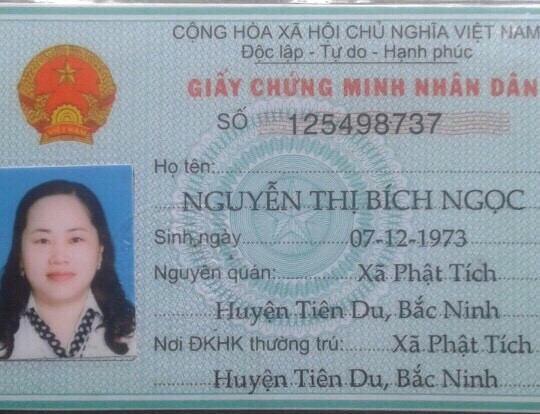 CỘNG HÒA XÃ HỘI CHỦ NGHĨA VIỆT NAM
Độc lập - Tự do - Hạnh phúc
GIẤY CHỨNG MINH NHÂN DÂN
SỐ 125498737
VIỆT NAM
Họ tên:
NGUYỄN THỊ BÍCH NGỌC
Sinh ngày 07-12-1973
Nguyên quán: Xã Phật Tích
Huyện Tiên Du, Bắc Ninh
Nơi ĐKHK thường trú: Xã Phật Tích
Huyện Tiên Du, Bắc Ninh